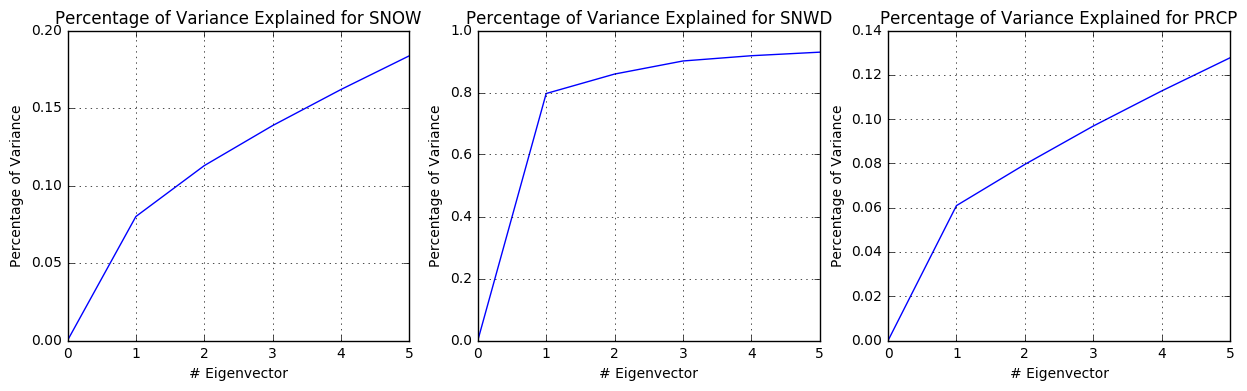 Percentage of Variance Explained for SNOW
0.20
0.15
0.10
0.05
0.00
Percentage of Variance
0 1 2 3 4 5
# Eigenvector
Percentage of Variance Explained for SNWD
1.0
0.8
0.6
0.4
0.2
0.0
Percentage of Variance
0 1 2 3 4 5
# Eigenvector
Percentage of Variance Explained for PRCP
0.14
0.12
0.10
0.08
0.06
0.04
0.02
0.00
Percentage of Variance
0 1 2 3 4 5
# Eigenvector